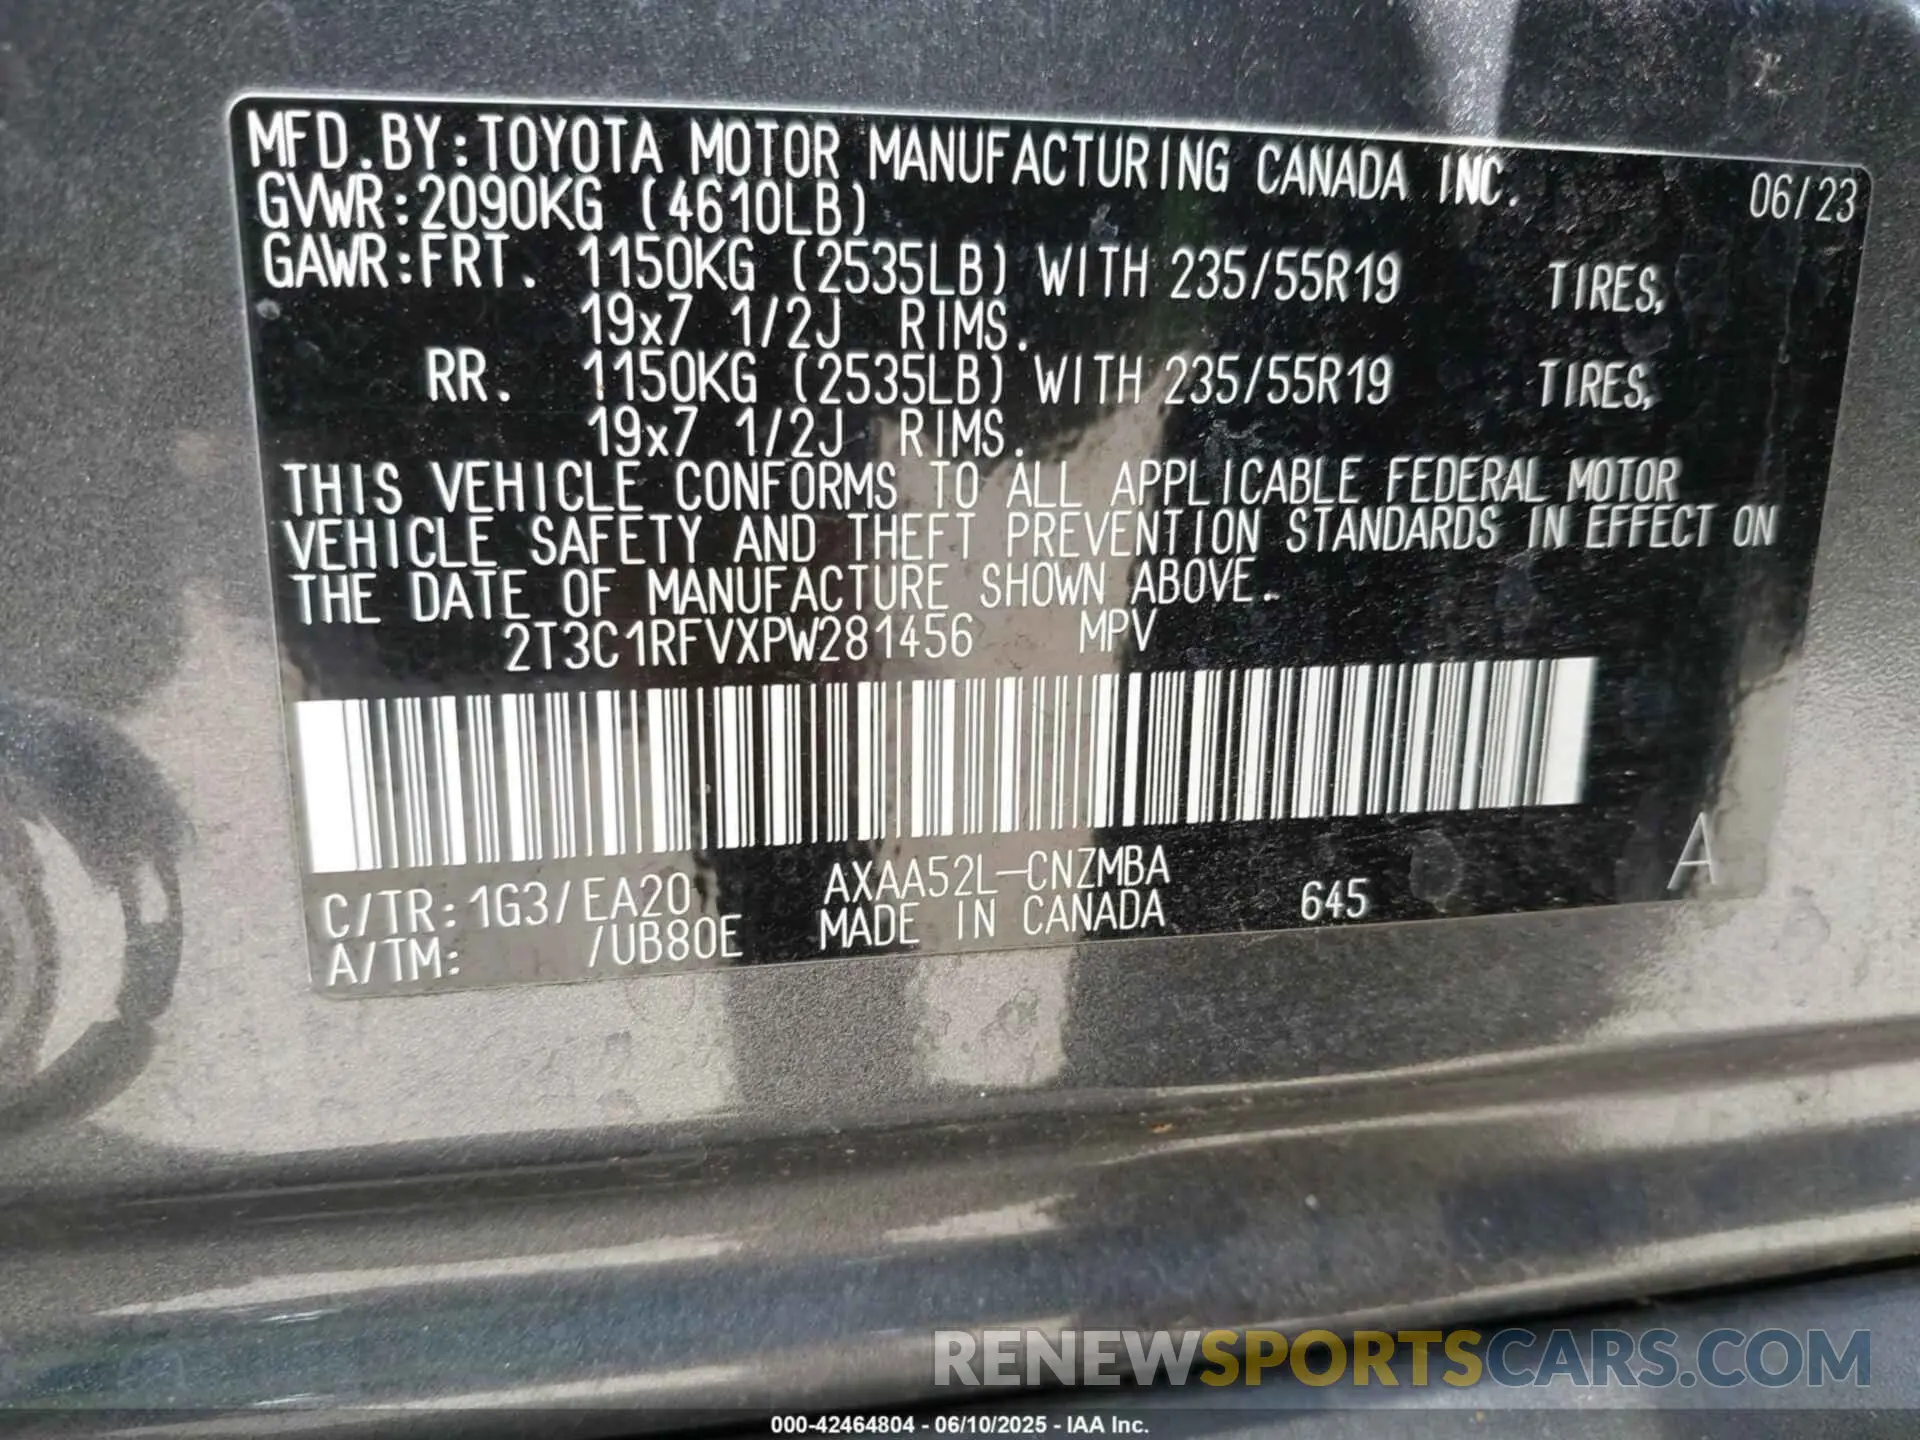 MFD.BY:TOYOTA MOTOR MANUFACTURING CANADA INC. 06/23
GVWR:2090KG (4610LB)
GAWR:FRT. 1150KG (2535LB) WITH 235/55R19 TIRES,
19x7 1/2J RIMS.
RR. 1150KG (2535LB) WITH 235/55R19 TIRES,
19x7 1/2J RIMS.
THIS VEHICLE CONFORMS TO ALL APPLICABLE FEDERAL MOTOR
VEHICLE SAFETY AND THEFT PREVENTION STANDARDS IN EFFECT ON
THE DATE OF MANUFACTURE SHOWN ABOVE.
2T3C1RFVXPW281456 MPV
C/TR:1G3/EA20 AXAA52L-CNZMBA 645 A
A/TM: /UB80E MADE IN CANADA
RENEWSPORTSCARS.COM
000-42464804 - 06/10/2025 - IAA Inc.